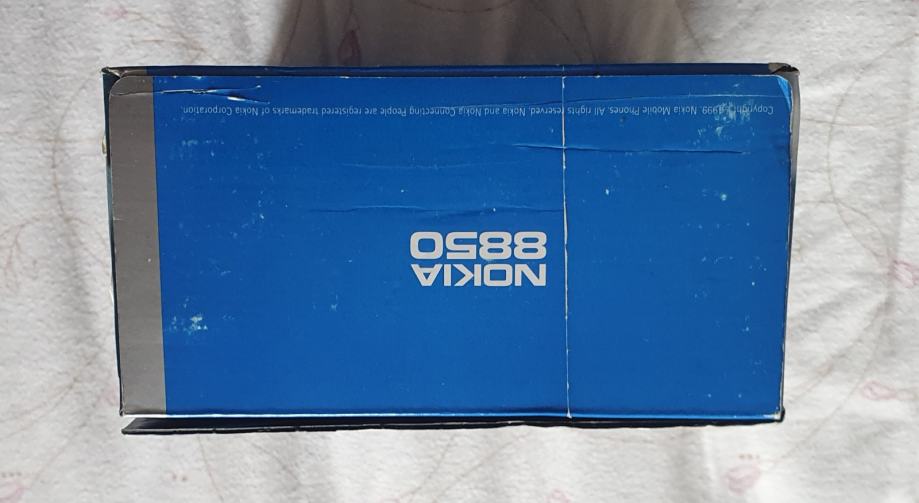 NOKIA
8850
Copyright © 1999. Nokia Mobile Phones. All rights reserved. Nokia and Nokia Connecting People are registered trademarks of Nokia Corporation.